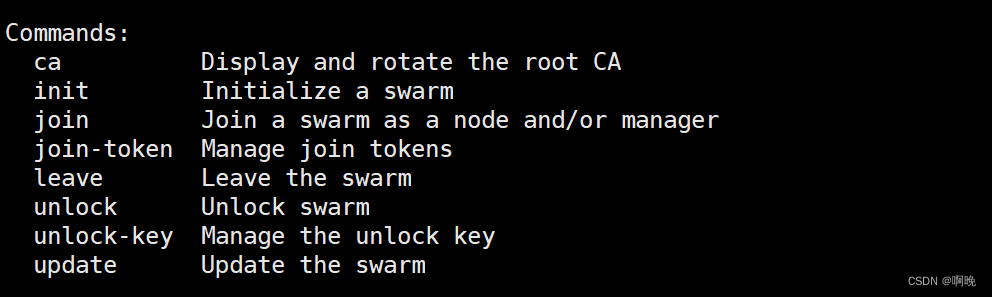 Commands:
  ca          Display and rotate the root CA
  init        Initialize a swarm
  join        Join a swarm as a node and/or manager
  join-token  Manage join tokens
  leave       Leave the swarm
  unlock      Unlock swarm
  unlock-key  Manage the unlock key
  update      Update the swarm
CSDN @啊晚